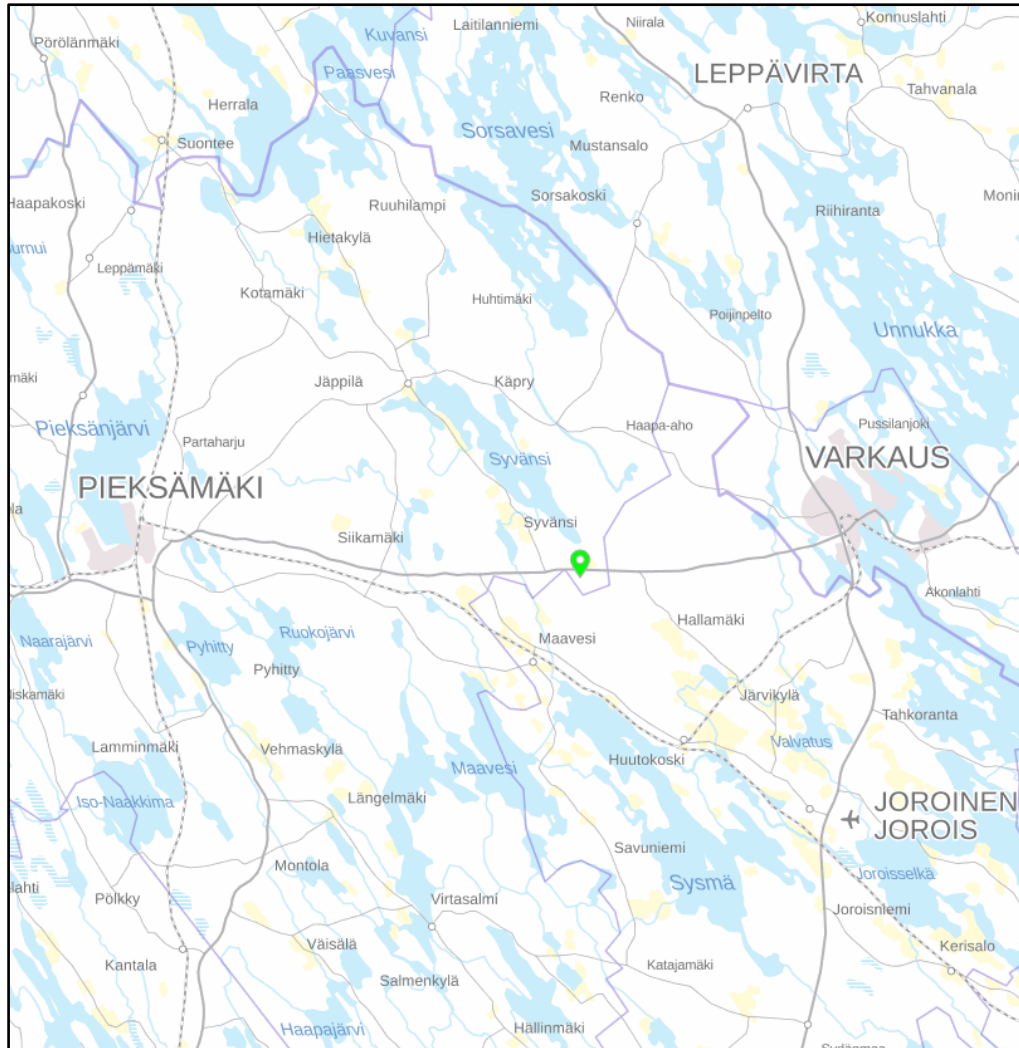 Laitilanniemi
Niirala
Konnuslahti
Kuvansi
Pörölänmäki
Paasvesi
LEPPÄVIRTA
Herrala
Renko
Tahvanala
Sorsavesi
Suontee
Mustansalo
Sorsakoski
Haapakoski
Ruuhilampi
Riihiranta
Hietakylä
Leppämäki
Kotamäki
Huhtimäki
Poijinpelto
Unnukka
Jäppilä
Käpry
Pieksänjärvi
Haapa-aho
Pussilanjoki
Partaharju
Syvänsi
VARKAUS
PIEKSÄMÄKI
Syvänsi
Siikamäki
Akonlahti
Hallamäki
Naarajärvi
Pyhitty
Ruokojärvi
Maavesi
Pyhitty
Järvikylä
Tahkoranta
Lamminmäki
Vehmaskylä
Valvatus
Maavesi
Huutokoski
Iso-Naakkima
Längelmäki
JOROINEN
JOROIS
Savuniemi
Montola
Sysmä
Joroisselkä
Pölkky
Virtasalmi
Joroisniemi
Väisälä
Kerisalo
Kantala
Salmenkylä
Katajamäki
Haapajärvi
Hällinmäki